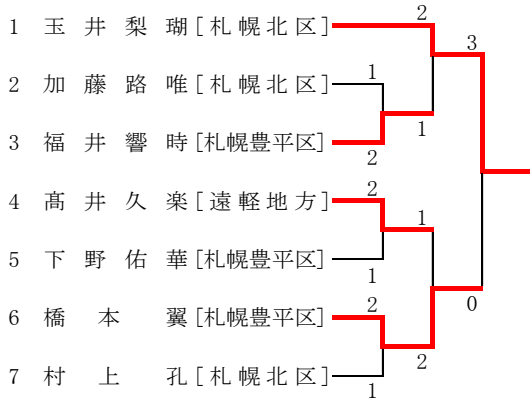 2
1 玉井梨瑚[札幌北区]
3
1
2 加藤路唯[札幌北区]
1
3 福井響時[札幌豊平区]
2
2
4 髙井久楽[遠軽地方]
1
5 下野佑華[札幌豊平区]
1
2
0
6 橋本翼[札幌豊平区]
2
7 村上孔[札幌北区]
1